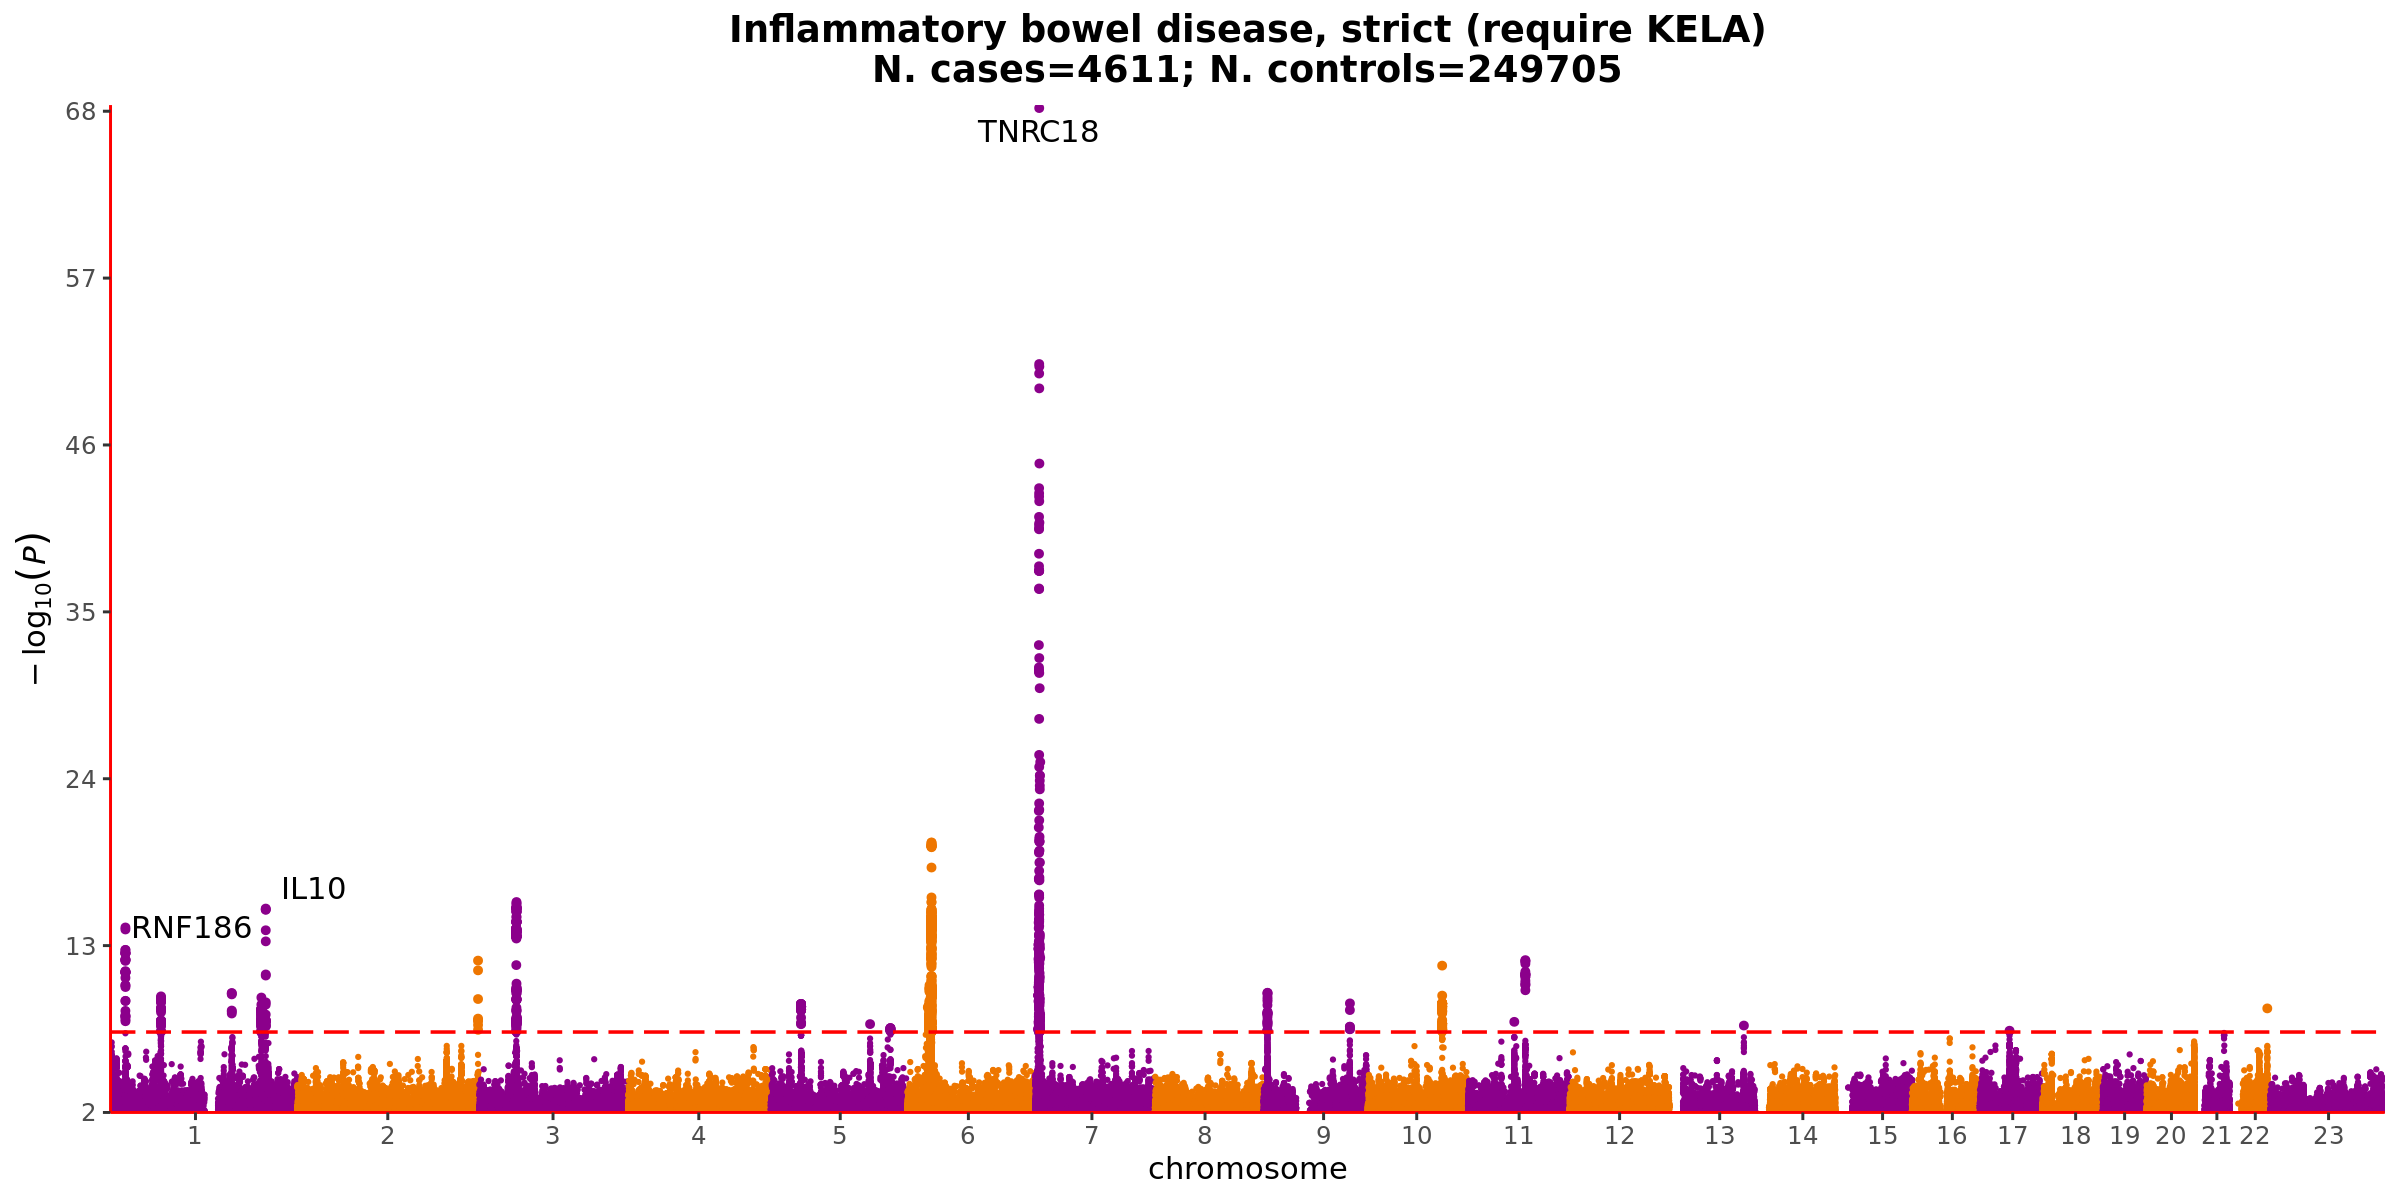 Inflammatory bowel disease, strict (require KELA)
N. cases=4611; N. controls=249705
68
TNRC18
57
46
−log10(P)
35
24
IL10
RNF186
13
2
1 2 3 4 5 6 7 8 9 10 11 12 13 14 15 16 17 18 19 20 21 22 23
chromosome